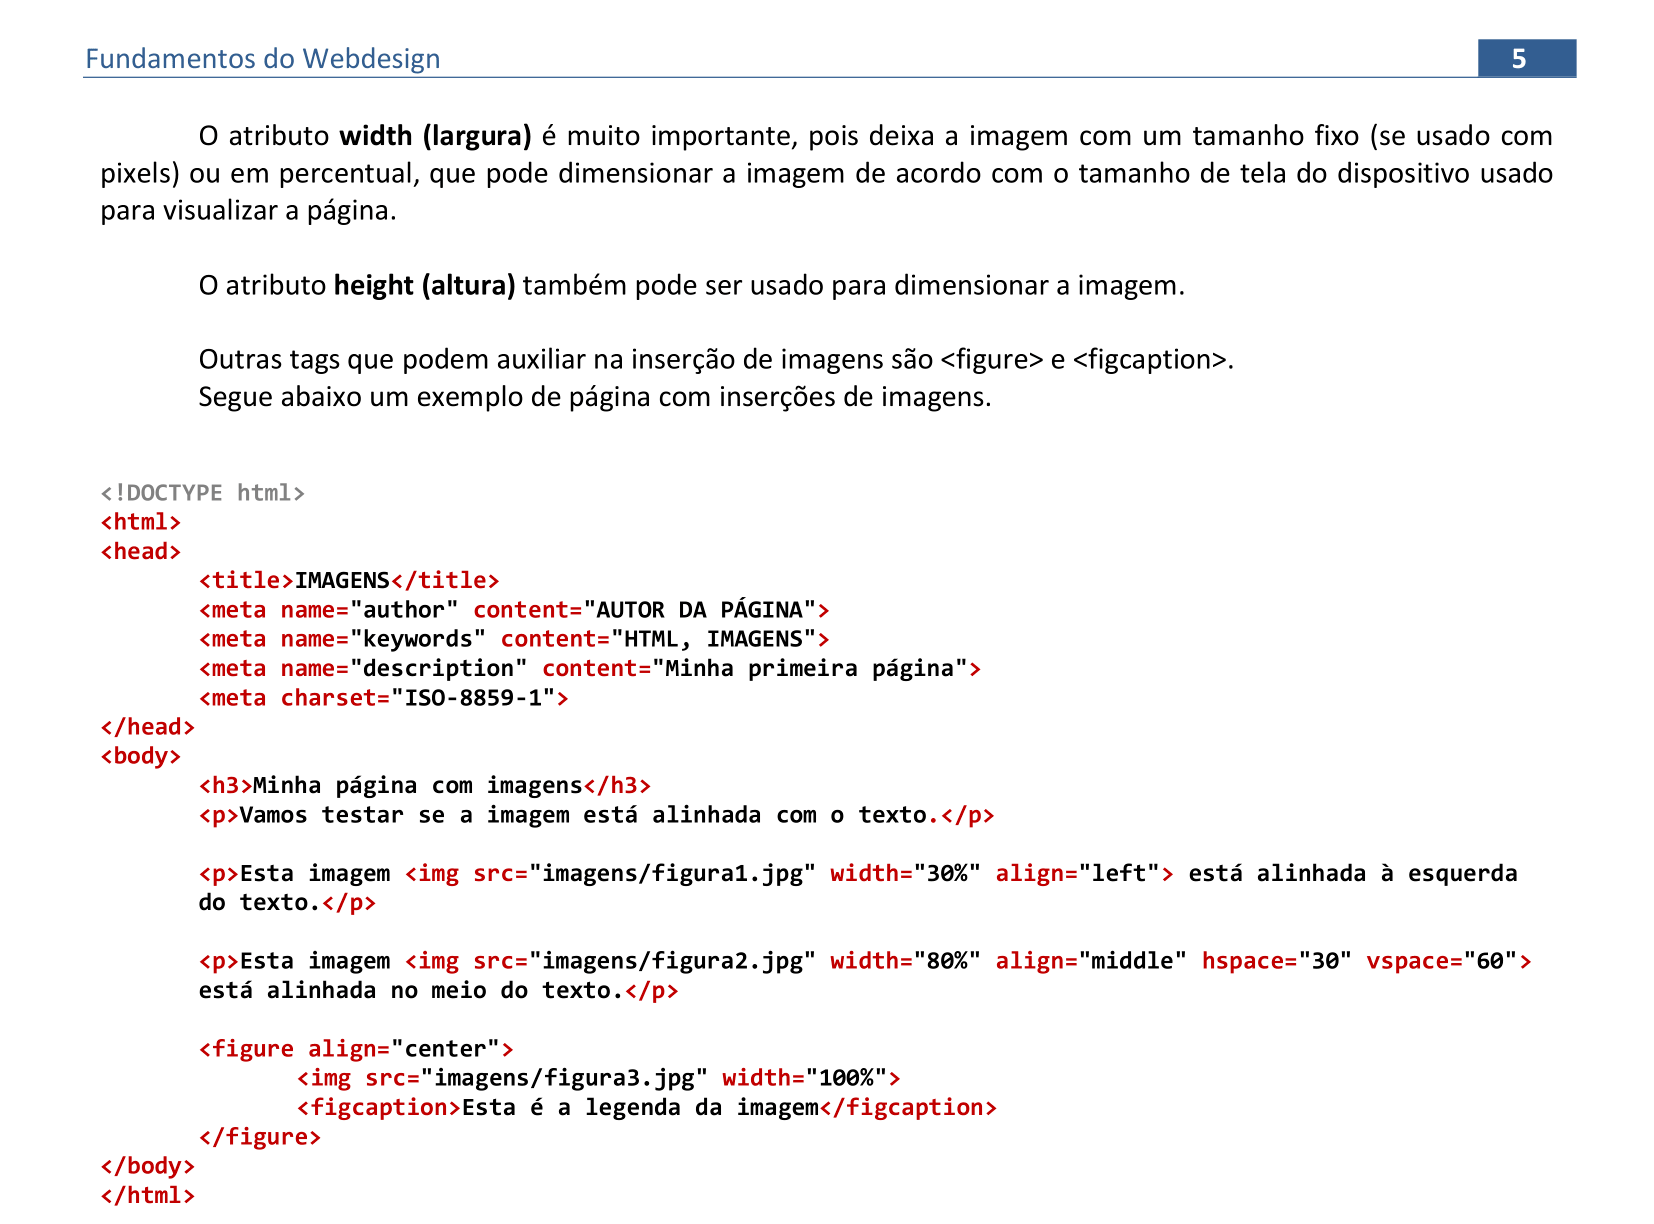 Fundamentos do Webdesign 5
O atributo width (largura) é muito importante, pois deixa a imagem com um tamanho fixo (se usado com
pixels) ou em percentual, que pode dimensionar a imagem de acordo com o tamanho de tela do dispositivo usado
para visualizar a página.
O atributo height (altura) também pode ser usado para dimensionar a imagem.
Outras tags que podem auxiliar na inserção de imagens são <figure> e <figcaption>.
Segue abaixo um exemplo de página com inserções de imagens.
<!DOCTYPE html>
<html>
<head>
<title>IMAGENS</title>
<meta name="author" content="AUTOR DA PÁGINA">
<meta name="keywords" content="HTML, IMAGENS">
<meta name="description" content="Minha primeira página">
<meta charset="ISO-8859-1">
</head>
<body>
<h3>Minha página com imagens</h3>
<p>Vamos testar se a imagem está alinhada com o texto.</p>
<p>Esta imagem <img src="imagens/figura1.jpg" width="30%" align="left"> está alinhada à esquerda
do texto.</p>
<p>Esta imagem <img src="imagens/figura2.jpg" width="80%" align="middle" hspace="30" vspace="60">
está alinhada no meio do texto.</p>
<figure align="center">
<img src="imagens/figura3.jpg" width="100%">
<figcaption>Esta é a legenda da imagem</figcaption>
</figure>
</body>
</html>